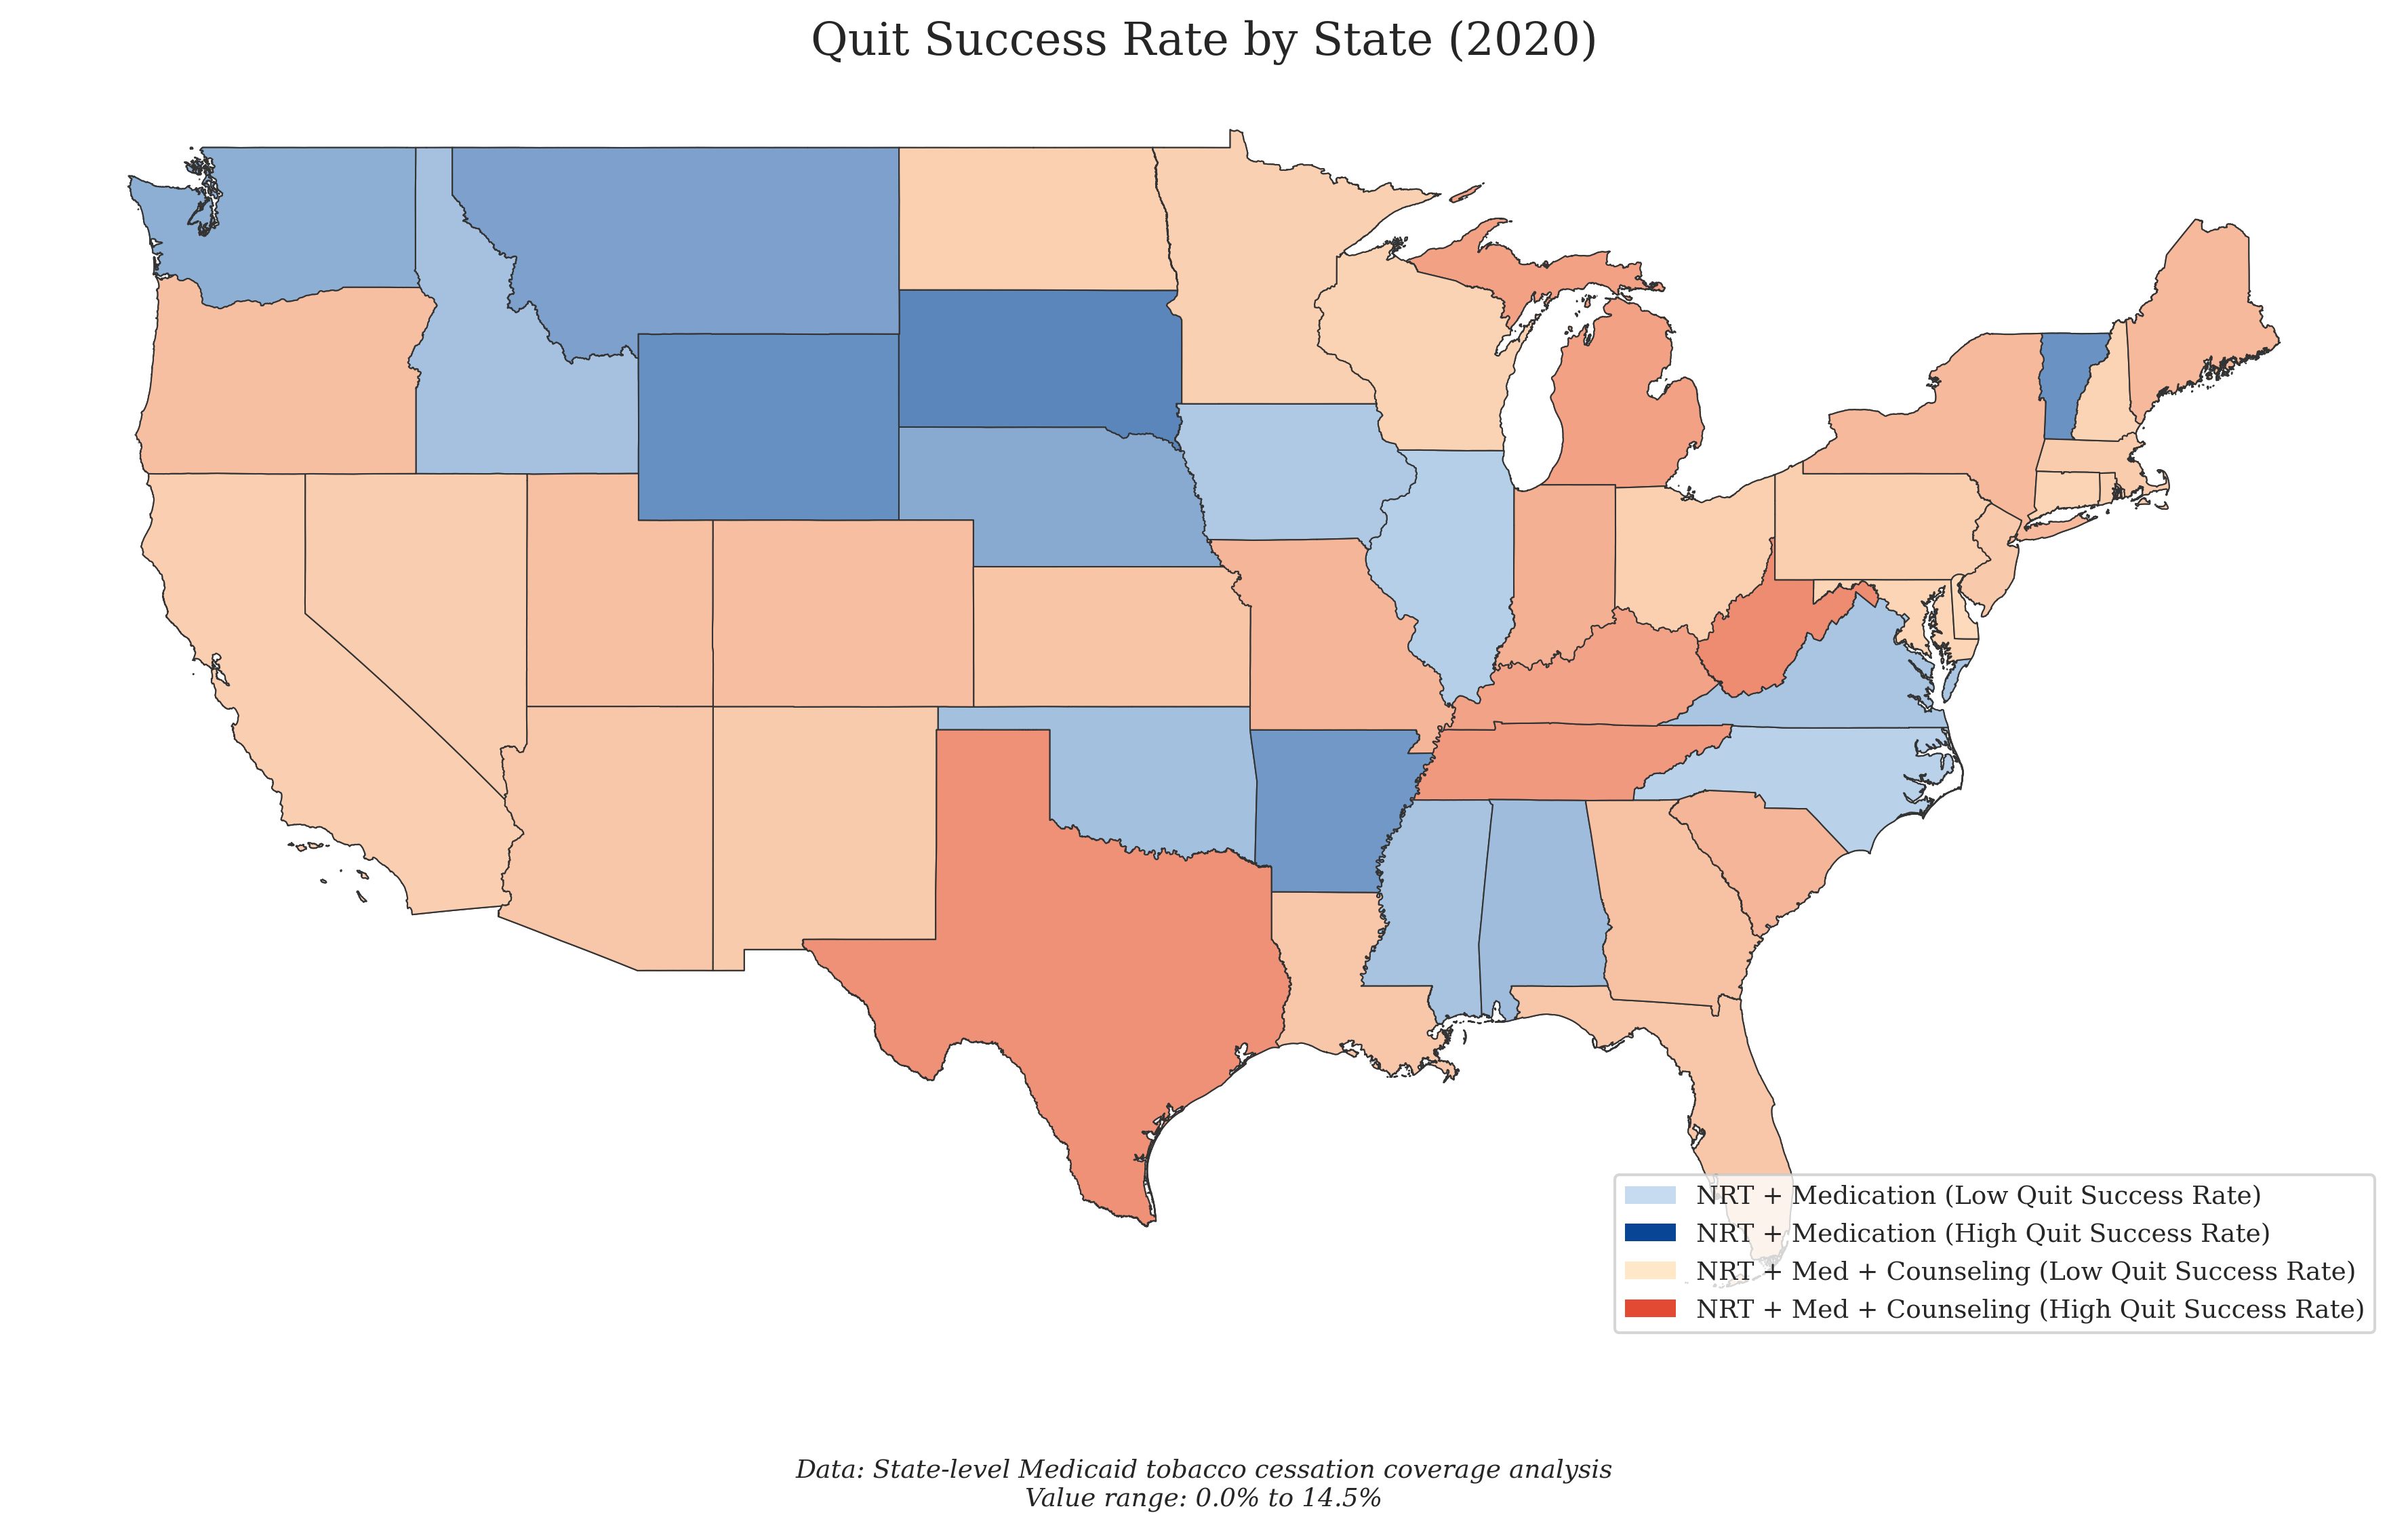 Quit Success Rate by State (2020)
NRT + Medication (Low Quit Success Rate)
NRT + Medication (High Quit Success Rate)
NRT + Med + Counseling (Low Quit Success Rate)
NRT + Med + Counseling (High Quit Success Rate)
Data: State-level Medicaid tobacco cessation coverage analysis
Value range: 0.0% to 14.5%